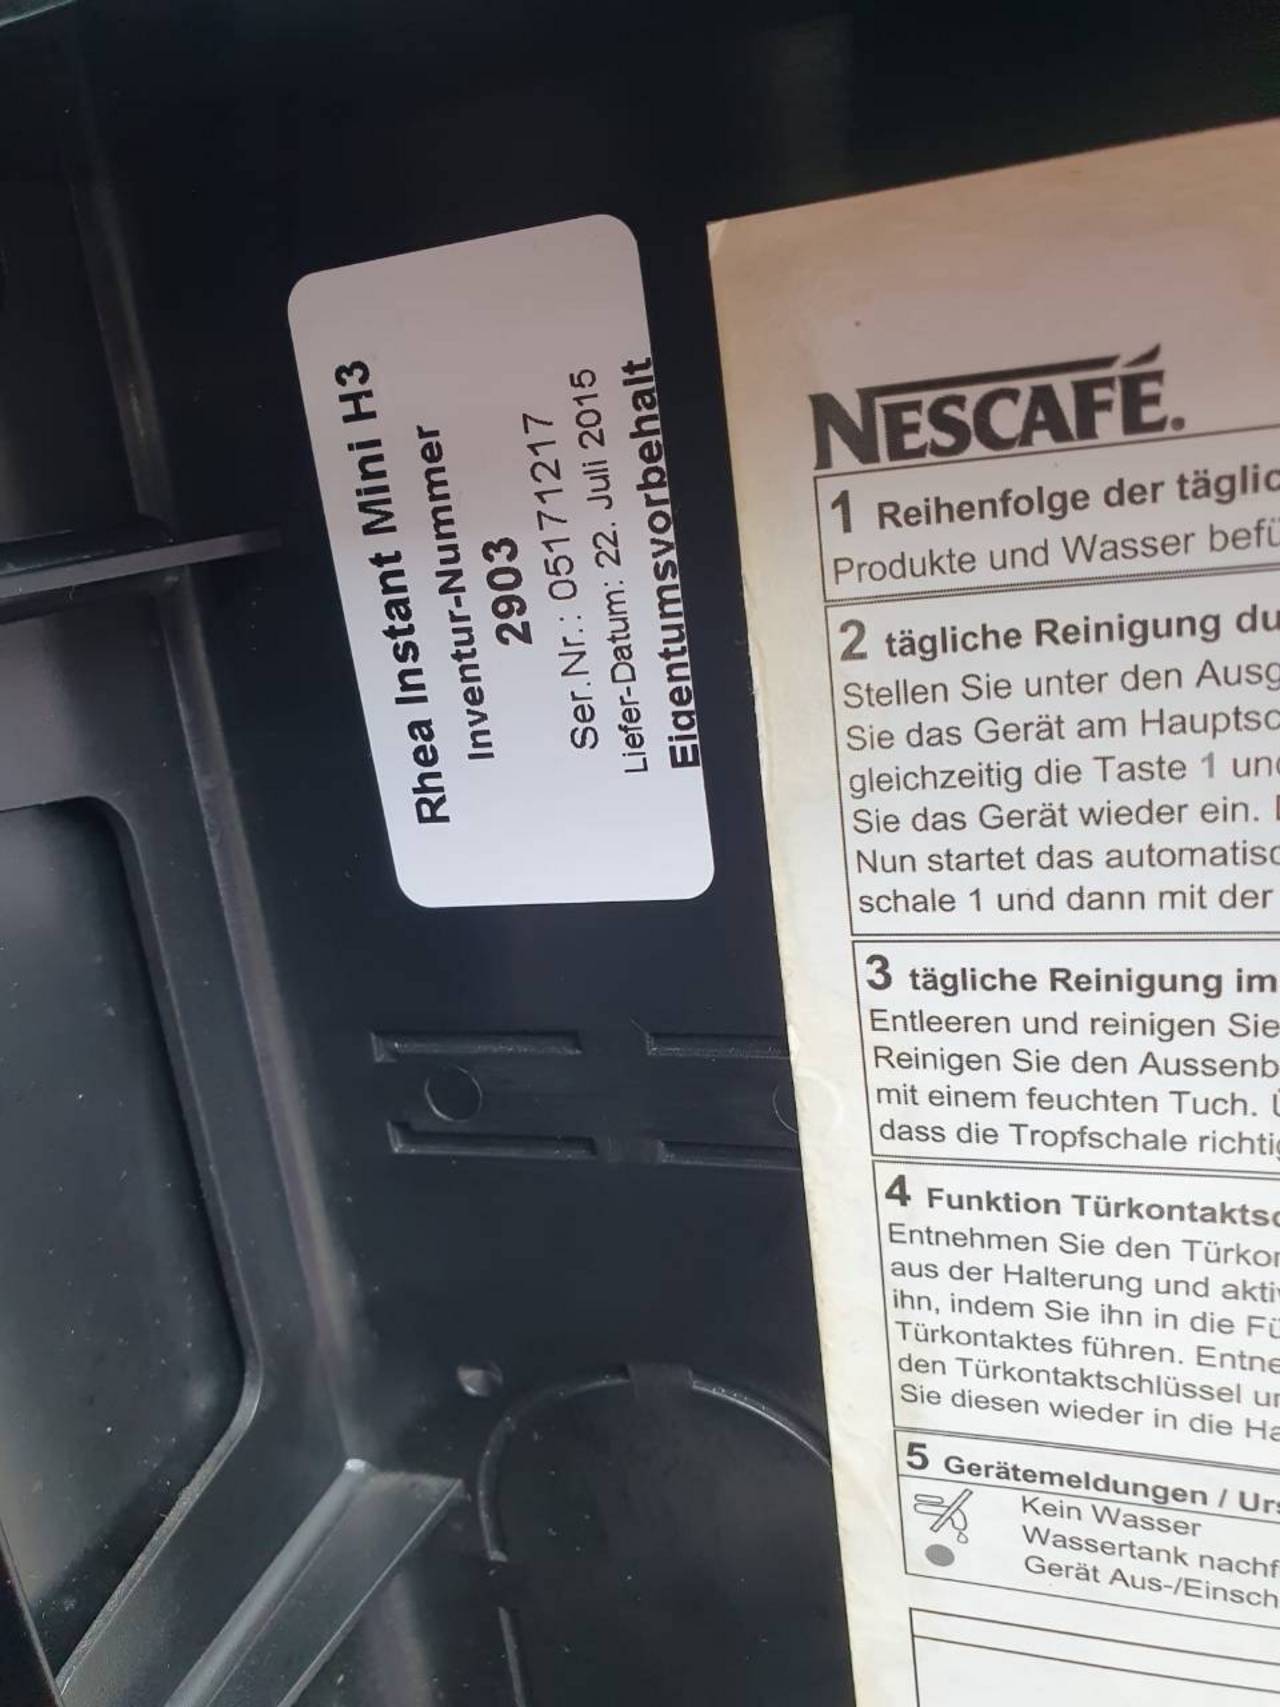 Rhea Instant Mini H3
Inventur-Nummer
2903
Ser.Nr.: 05171217
Liefer-Datum: 22. Juli 2015
Eigentumsvorbehalt
NESCAFÉ.
1 Reihenfolge der täglic
Produkte und Wasser befü
2 tägliche Reinigung du
Stellen Sie unter den Ausg
Sie das Gerät am Hauptsc
gleichzeitig die Taste 1 und
Sie das Gerät wieder ein.
Nun startet das automatisc
schale 1 und dann mit der
3 tägliche Reinigung im
Entleeren und reinigen Sie
Reinigen Sie den Aussenb
mit einem feuchten Tuch. Ü
dass die Tropfschale richtig
4 Funktion Türkontaktsc
Entnehmen Sie den Türkon
aus der Halterung und aktiv
ihn, indem Sie ihn in die Fü
Türkontaktes führen. Entne
den Türkontaktschlüssel un
Sie diesen wieder in die Ha
5 Gerätemeldungen / Urs
Kein Wasser
Wassertank nachf
Gerät Aus-/Einsch